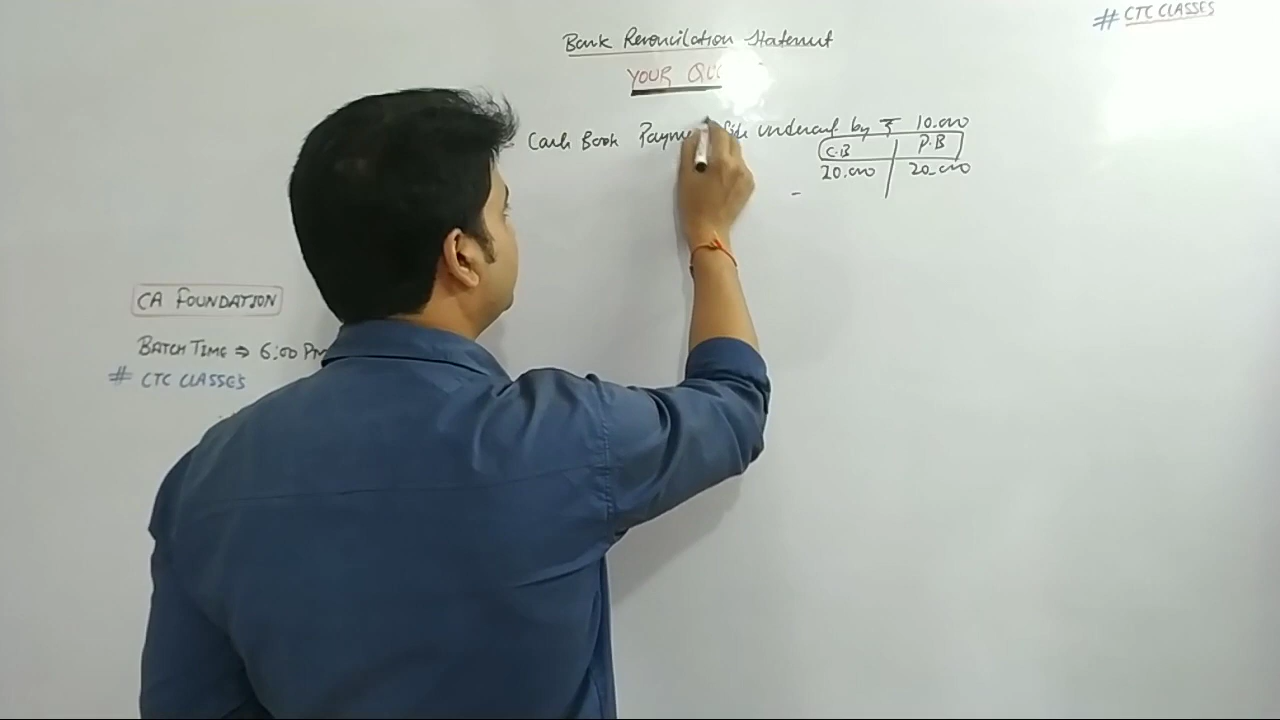 # CTC CLASSES
Bank Reconcilation Statement
YOUR
Cash Book Payme undercast by ₹ 10.000
C.B P.B
20.000 20.000
-
CA FOUNDATION
BATCH TIME ⇒ 6:00 PM
# CTC CLASSES